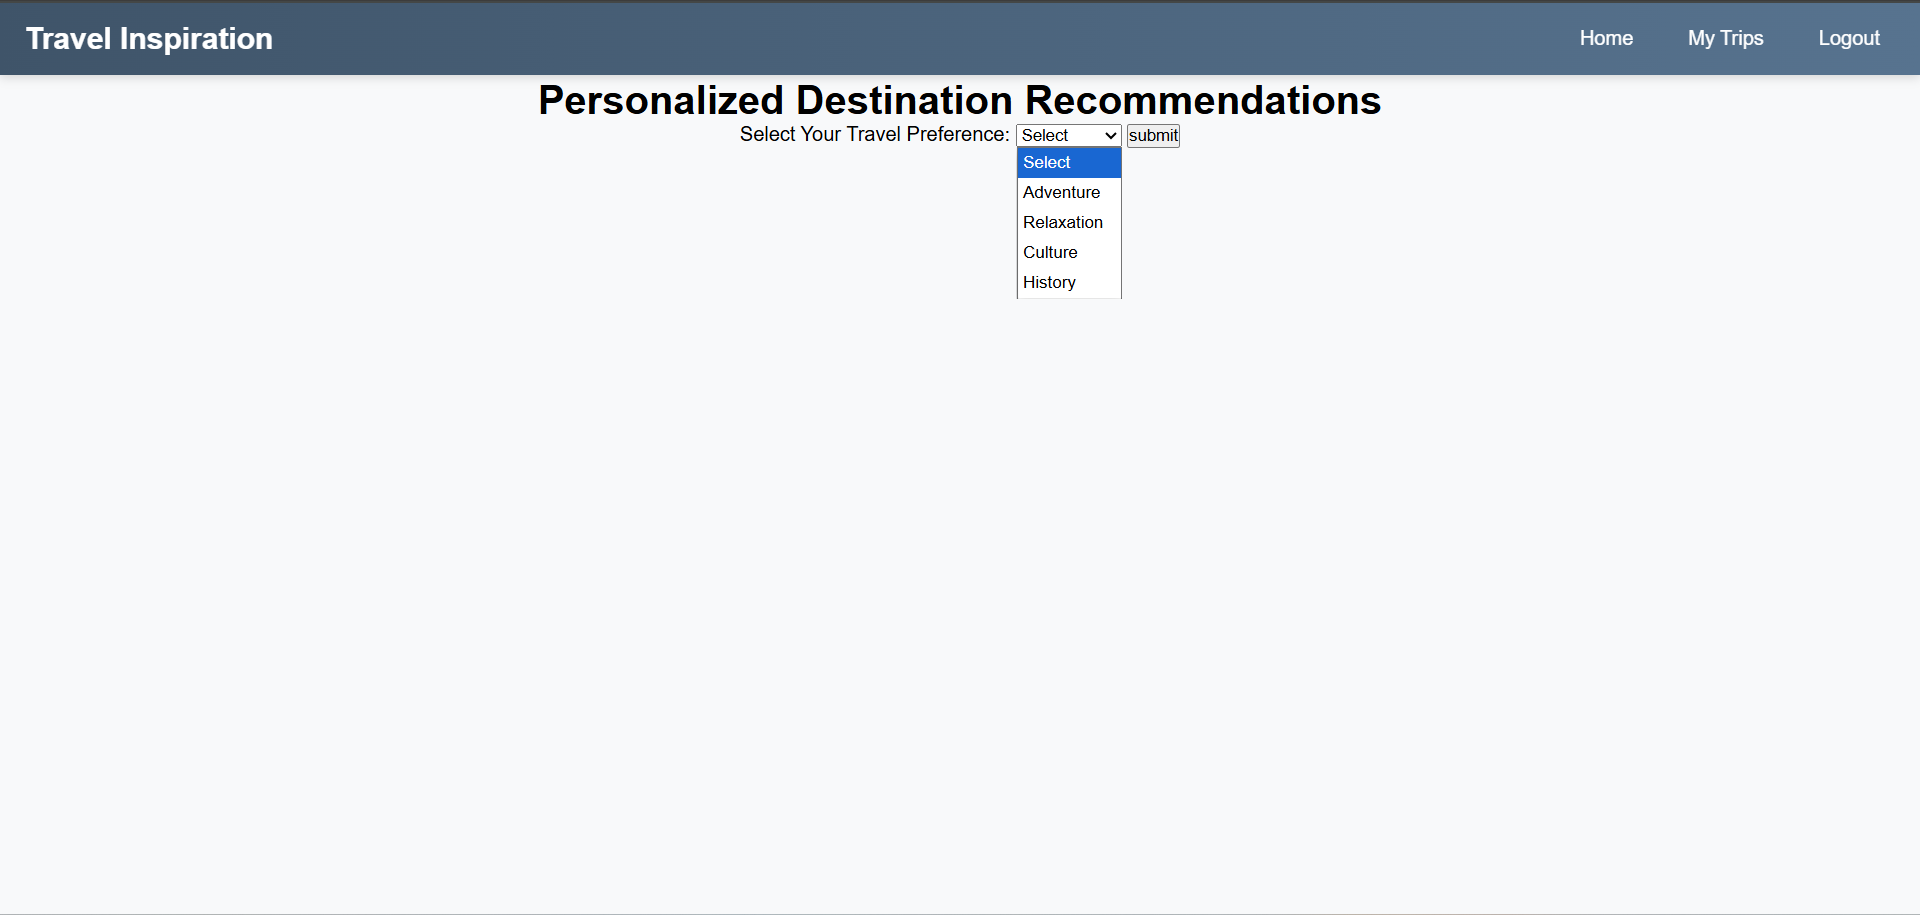 Travel Inspiration Home My Trips Logout
Personalized Destination Recommendations
Select Your Travel Preference: Select submit
Select
Adventure
Relaxation
Culture
History